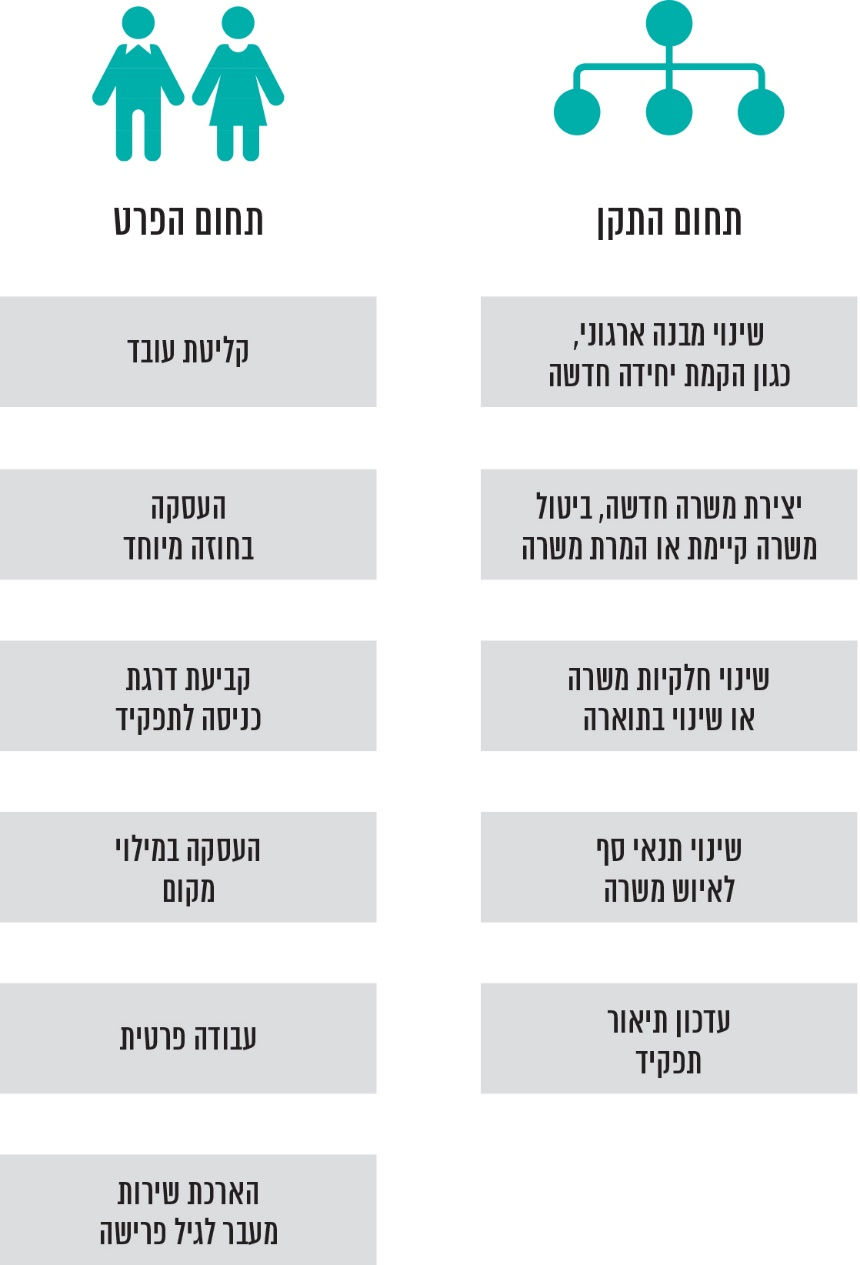 תחום התקן
שינוי מבנה ארגוני,
כגון הקמת יחידה חדשה
יצירת משרה חדשה, ביטול
משרה קיימת או המרת משרה
שינוי חלקיות משרה
או שינוי בתוארה
שינוי תנאי סף
לאיוש משרה
עדכון תיאור
תפקיד
תחום הפרט
קליטת עובד
העסקה
בחוזה מיוחד
קביעת דרגת
כניסה לתפקיד
העסקה במילוי
מקום
עבודה פרטית
הארכת שירות
מעבר לגיל פרישה